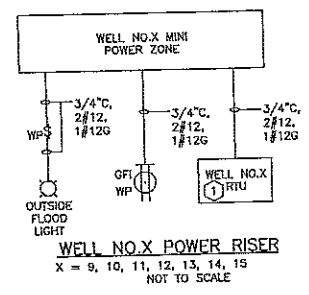 WELL NO.X MINI
POWER ZONE
3/4"C,
2#12,
1#12G
WP
OUTSIDE
FLOOD
LIGHT
3/4"C,
2#12,
1#12G
GFI
WP
3/4"C,
2#12,
1#12G
WELL NO.X
1 RTU
WELL NO.X POWER RISER
X = 9, 10, 11, 12, 13, 14, 15
NOT TO SCALE